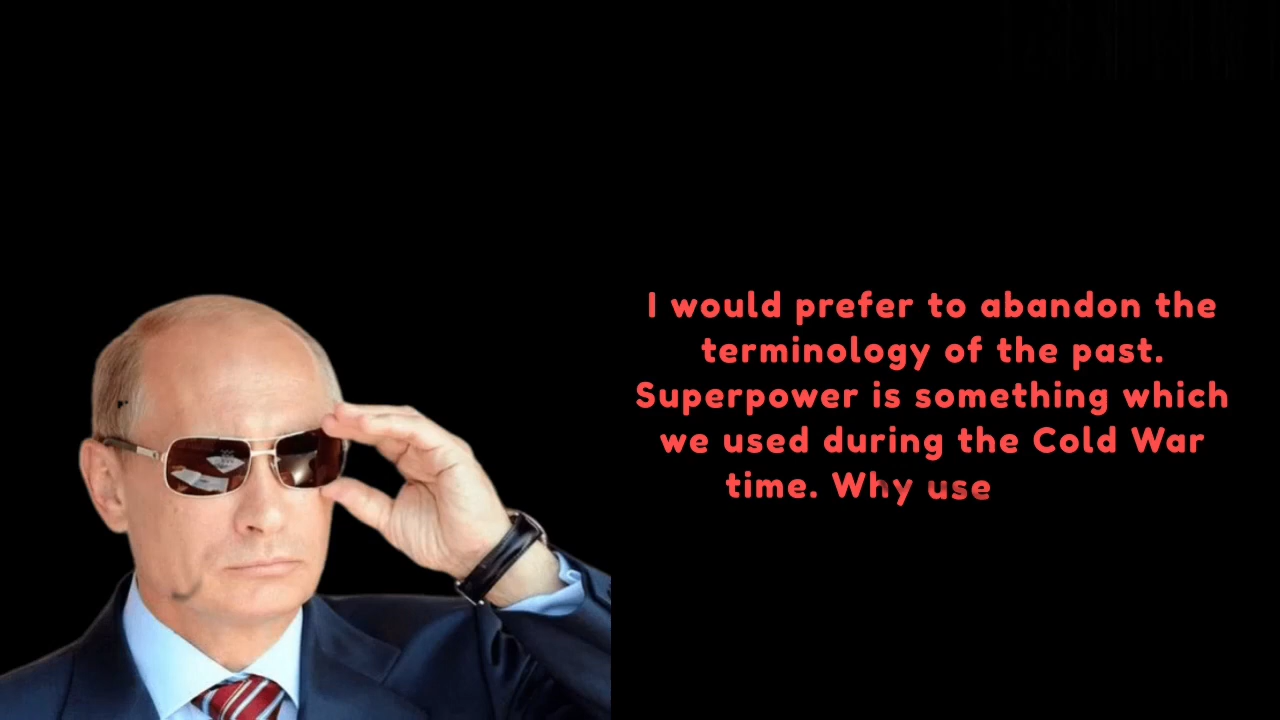 I would prefer to abandon the
terminology of the past.
Superpower is something which
we used during the Cold War
time. Why use